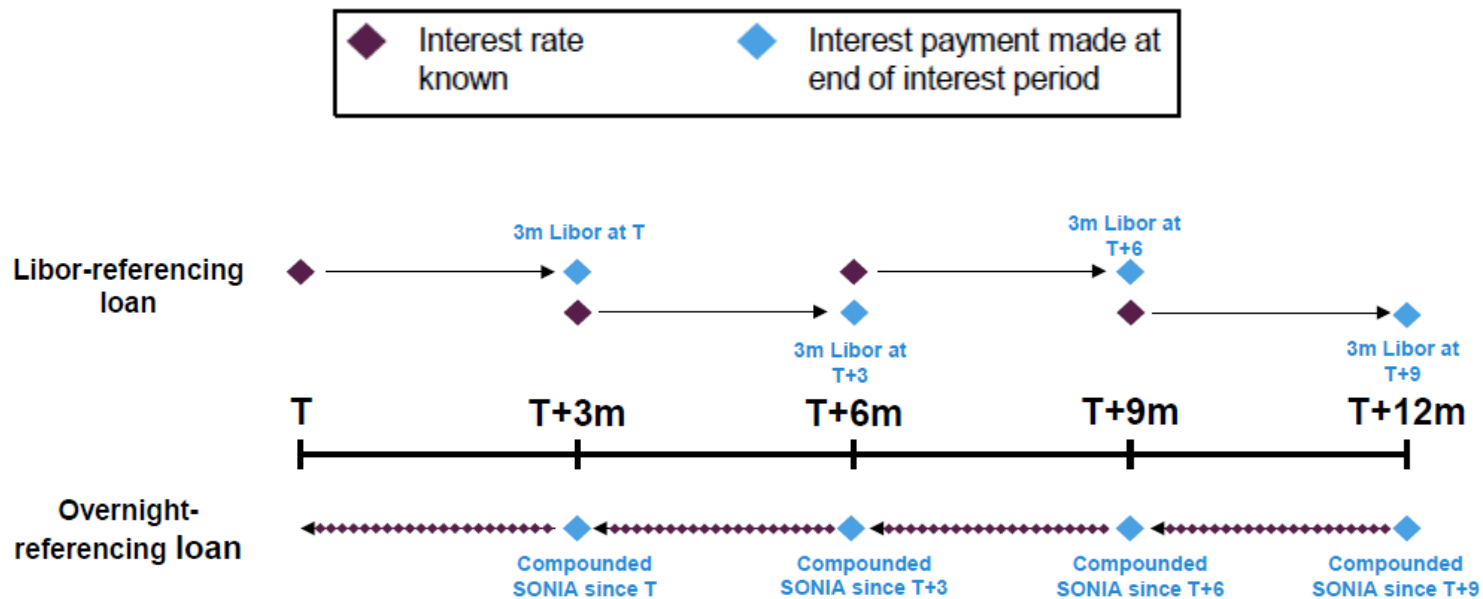 Interest rate
known
Interest payment made at
end of interest period
Libor-referencing
loan
3m Libor at T
3m Libor at
T+3
3m Libor at
T+6
3m Libor at
T+9
T
T+3m
T+6m
T+9m
T+12m
Overnight-
referencing loan
Compounded
SONIA since T
Compounded
SONIA since T+3
Compounded
SONIA since T+6
Compounded
SONIA since T+9